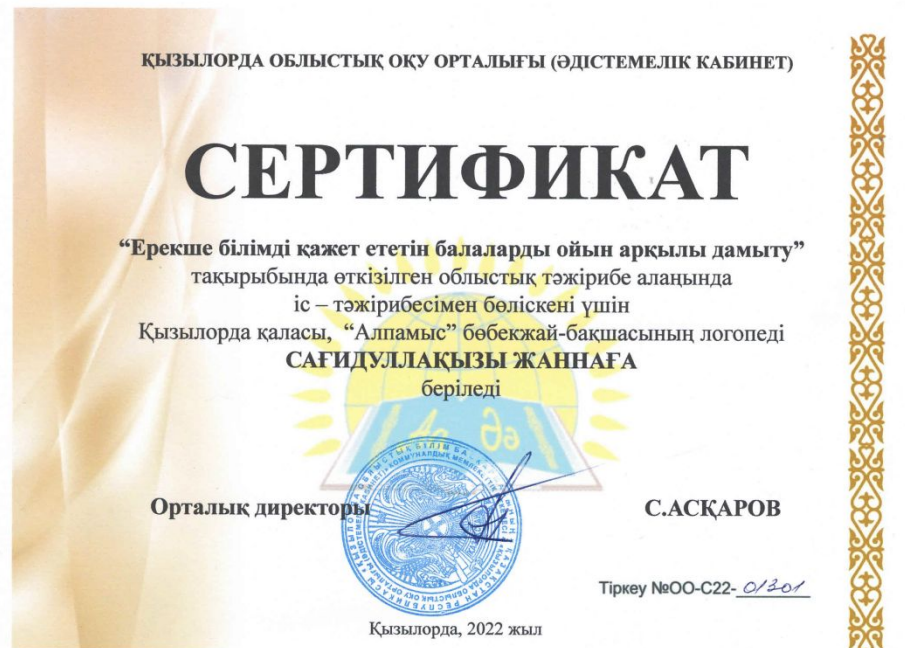 ҚЫЗЫЛОРДА ОБЛЫСТЫҚ ОҚУ ОРТАЛЫҒЫ (ӘДІСТЕМЕЛІК КАБИНЕТ)
СЕРТИФИКАТ
“Ерекше білімді қажет ететін балаларды ойын арқылы дамыту”
тақырыбында өткізілген облыстық тәжірибе алаңында
іс – тәжірибесімен бөліскені үшін
Қызылорда қаласы, “Алпамыс” бөбекжай-бақшасының логопеді
САҒИДУЛЛАҚЫЗЫ ЖАННАҒА
беріледі
Орталық директоры
С.АСҚАРОВ
Тіркеу №ОО-С22- 01301
Қызылорда, 2022 жыл